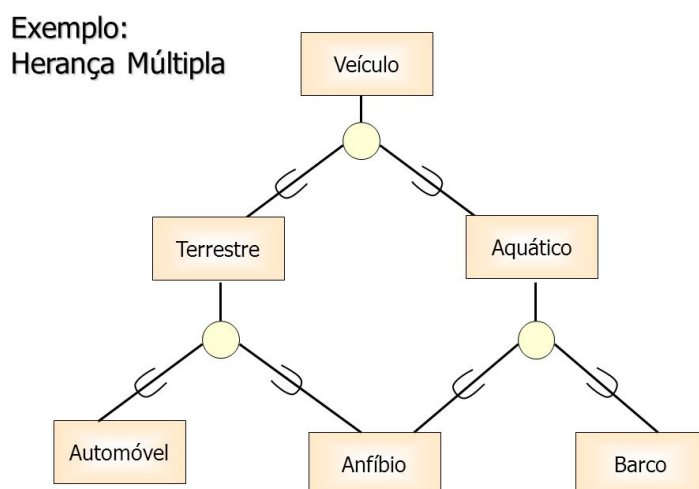 Exemplo:
Herança Múltipla
Veículo
Terrestre
Aquático
Automóvel
Anfíbio
Barco